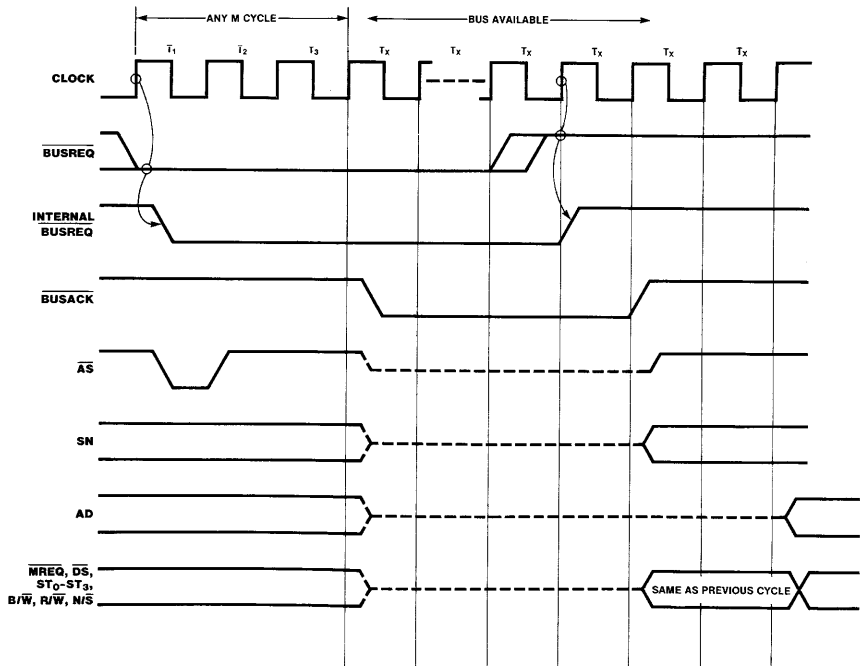 ANY M CYCLE
BUS AVAILABLE
T1 T2 T3 TX TX TX TX TX TX
CLOCK
BUSREQ
INTERNAL
BUSREQ
BUSACK
AS
SN
AD
MREQ, DS,
ST0-ST3,
B/W, R/W, N/S
SAME AS PREVIOUS CYCLE